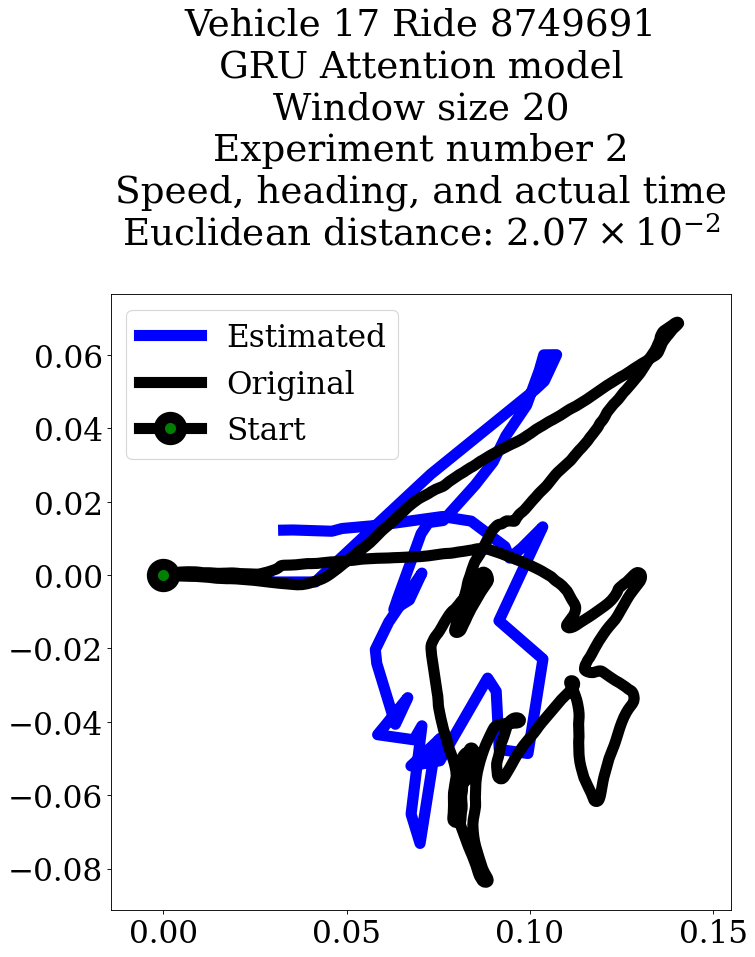 Vehicle 17 Ride 8749691
GRU Attention model
Window size 20
Experiment number 2
Speed, heading, and actual time
Euclidean distance: 2.07 × 10⁻²
Estimated
Original
Start
0.06
0.04
0.02
0.00
−0.02
−0.04
−0.06
−0.08
0.00 0.05 0.10 0.15